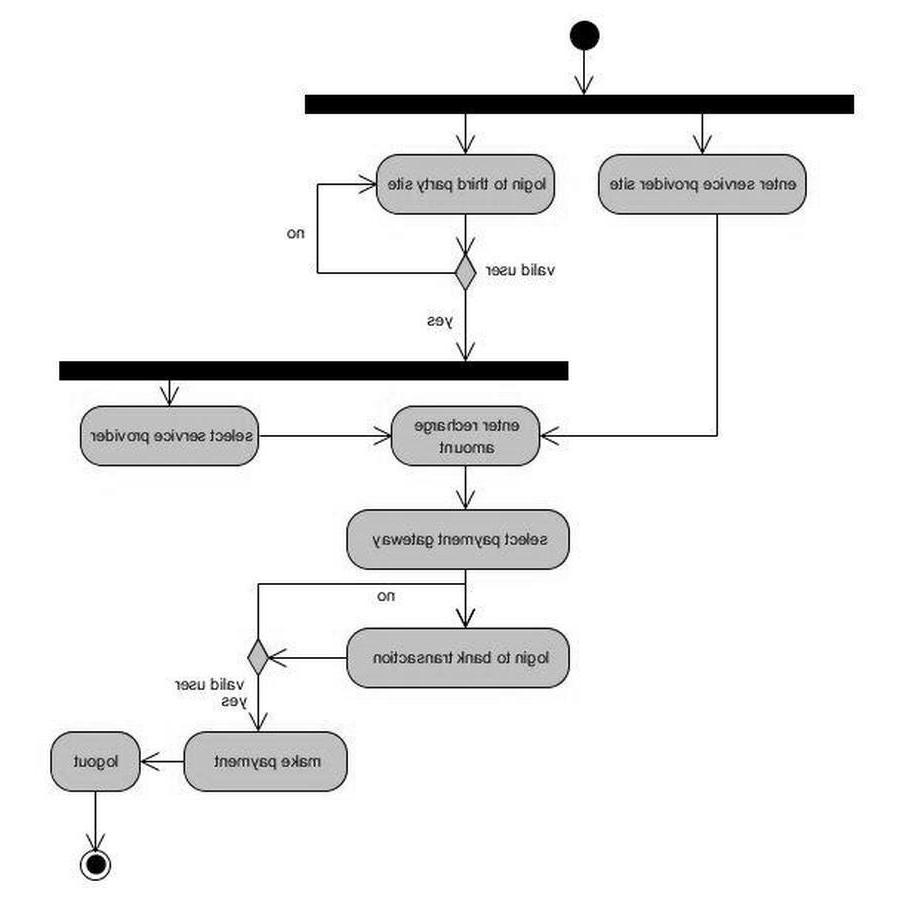 login to third party site
enter service provider site
no
valid user
yes
select service provider
enter recharge
amount
select payment gateway
no
login to bank transaction
valid user
yes
make payment
logout